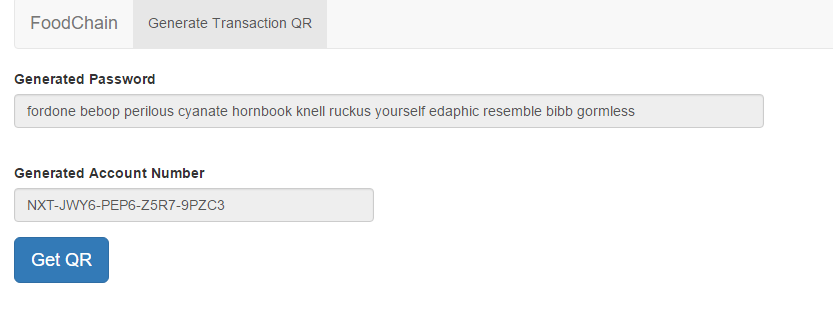 FoodChain Generate Transaction QR
Generated Password
fordone bebop perilous cyanate hornbook knell ruckus yourself edaphic resemble bibb gormless
Generated Account Number
NXT-JWY6-PEP6-Z5R7-9PZC3
Get QR